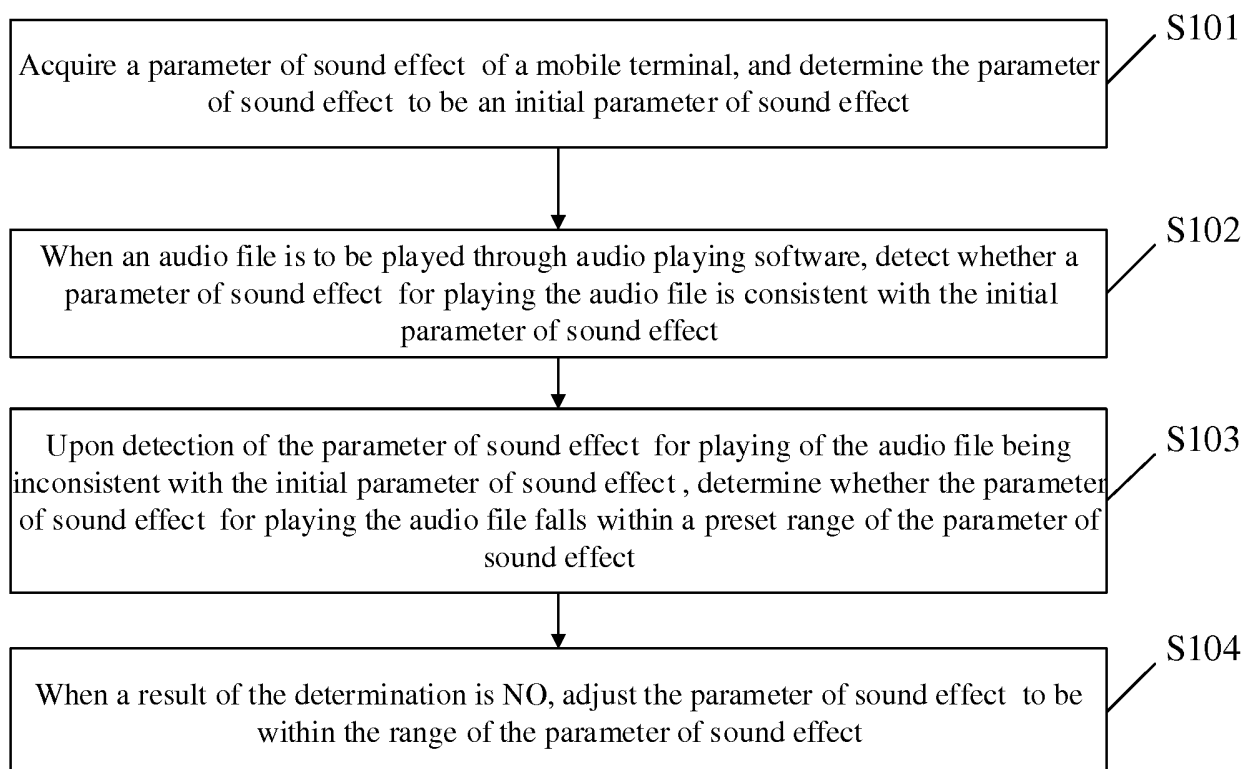 S101
Acquire a parameter of sound effect of a mobile terminal, and determine the parameter
of sound effect to be an initial parameter of sound effect
S102
When an audio file is to be played through audio playing software, detect whether a
parameter of sound effect for playing the audio file is consistent with the initial
parameter of sound effect
S103
Upon detection of the parameter of sound effect for playing of the audio file being
inconsistent with the initial parameter of sound effect , determine whether the parameter
of sound effect for playing the audio file falls within a preset range of the parameter of
sound effect
S104
When a result of the determination is NO, adjust the parameter of sound effect to be
within the range of the parameter of sound effect